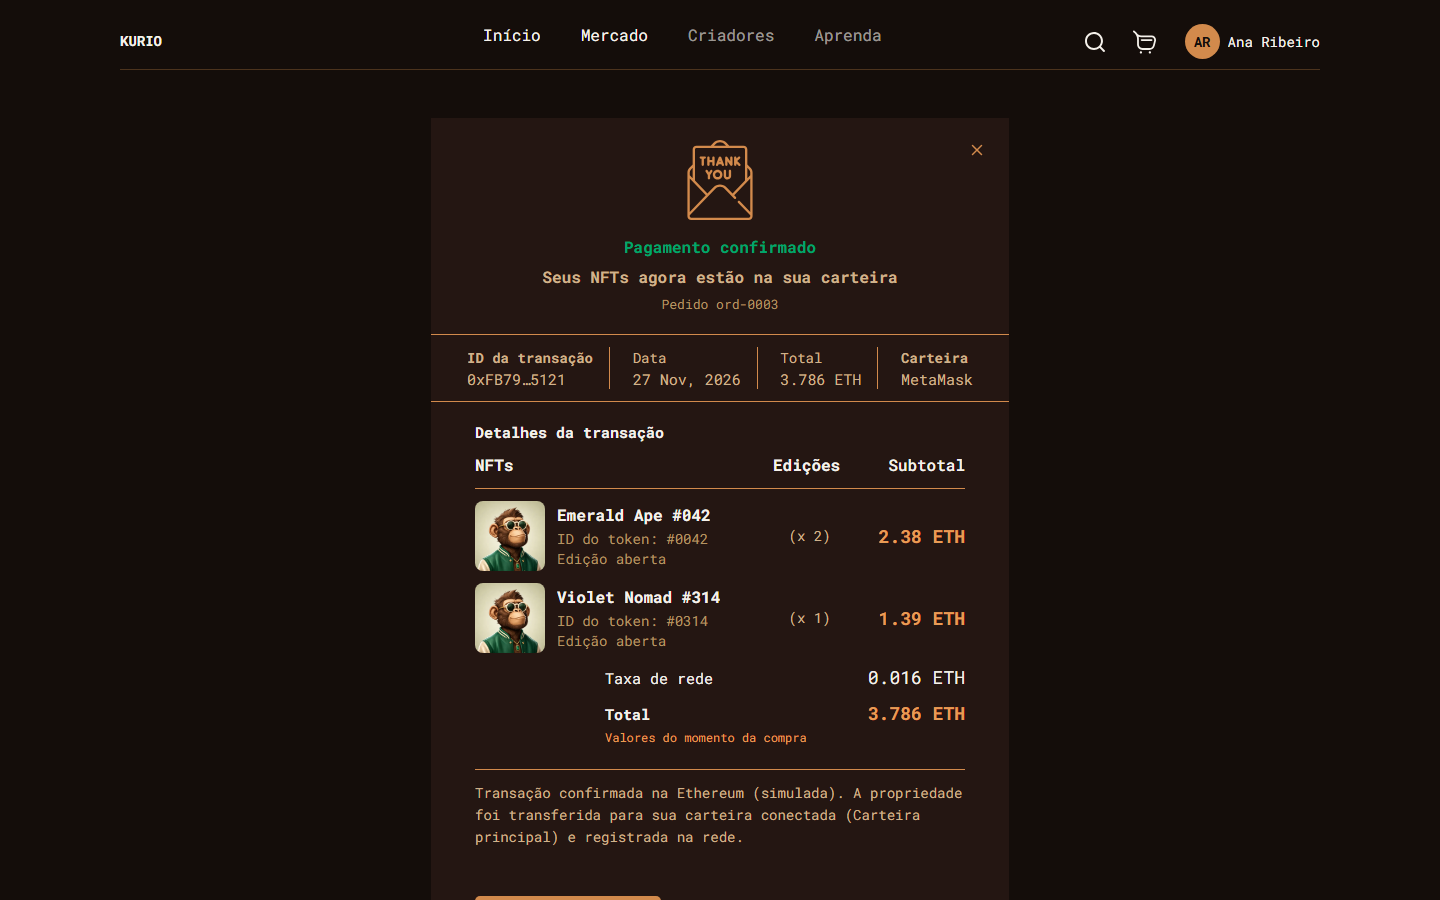 KURIO
Início
Mercado
Criadores
Aprenda
AR
Ana Ribeiro
THANK
YOU
Pagamento confirmado
Seus NFTs agora estão na sua carteira
Pedido ord-0003
ID da transação
0xFB79…5121
Data
27 Nov, 2026
Total
3.786 ETH
Carteira
MetaMask
Detalhes da transação
NFTs
Edições
Subtotal
Emerald Ape #042
ID do token: #0042
Edição aberta
(x 2)
2.38 ETH
Violet Nomad #314
ID do token: #0314
Edição aberta
(x 1)
1.39 ETH
Taxa de rede
0.016 ETH
Total
3.786 ETH
Valores do momento da compra
Transação confirmada na Ethereum (simulada). A propriedade
foi transferida para sua carteira conectada (Carteira
principal) e registrada na rede.